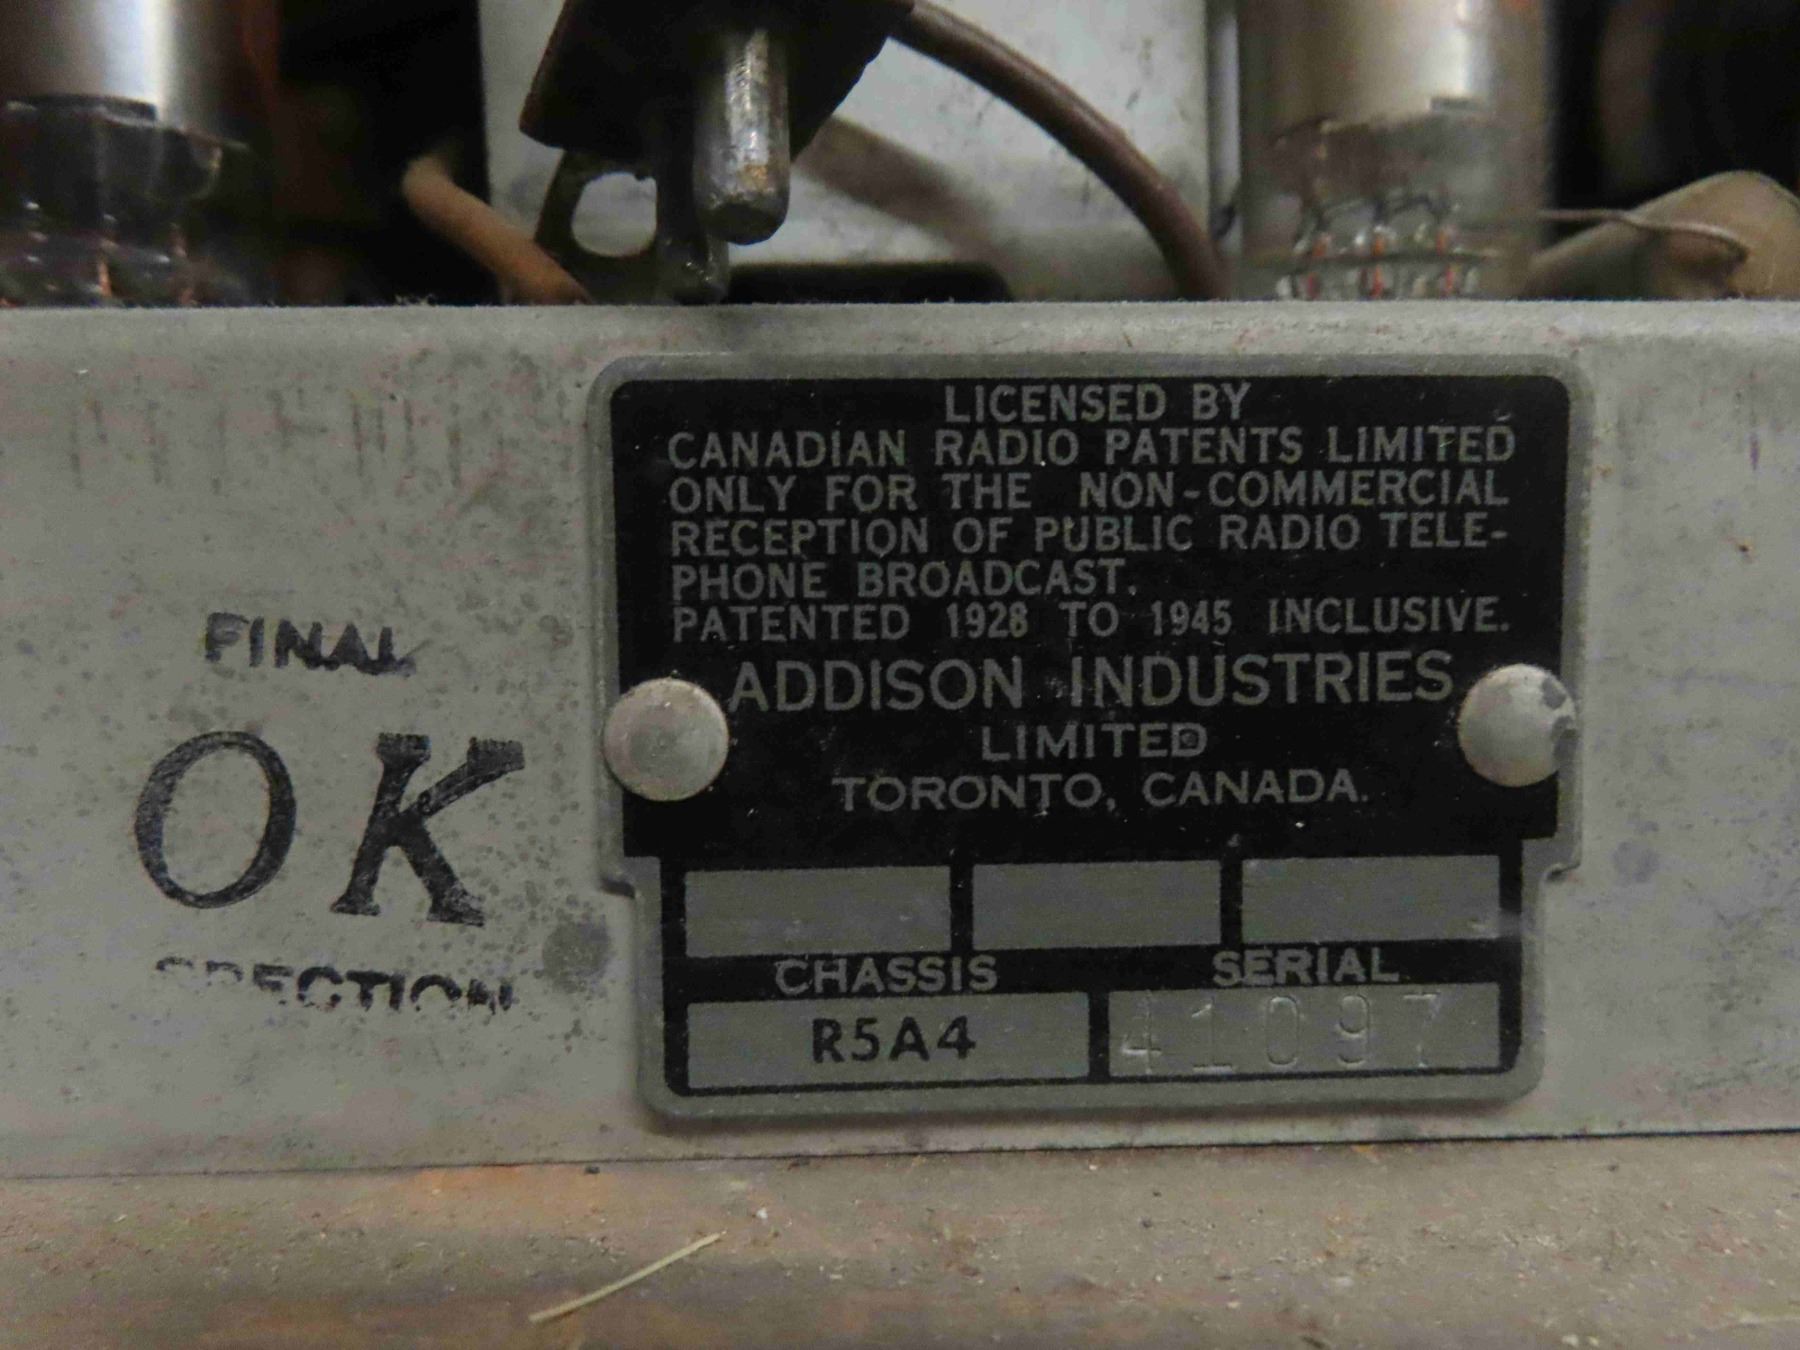 LICENSED BY
CANADIAN RADIO PATENTS LIMITED
ONLY FOR THE NON-COMMERCIAL
RECEPTION OF PUBLIC RADIO TELE-
PHONE BROADCAST.
PATENTED 1928 TO 1945 INCLUSIVE.
ADDISON INDUSTRIES
LIMITED
TORONTO, CANADA.
CHASSIS SERIAL
R5A4 41097
FINAL
OK